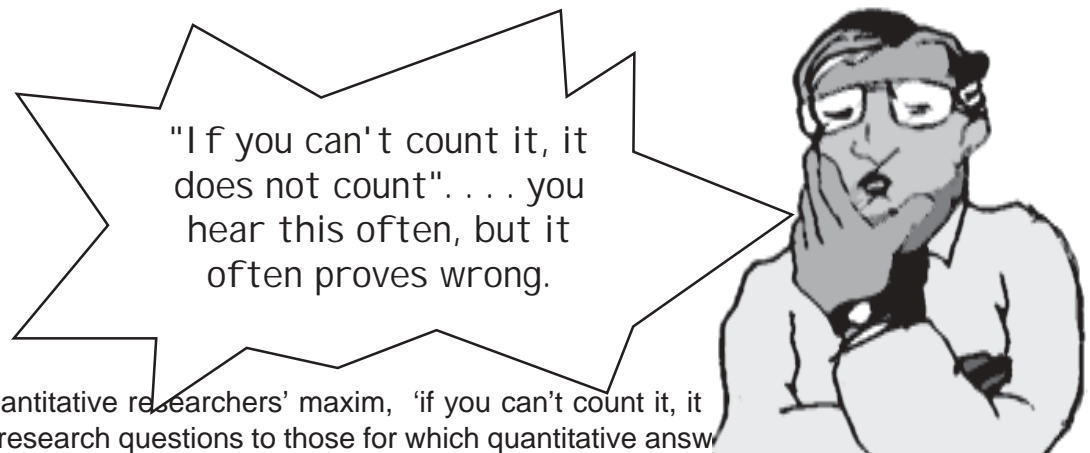 "If you can't count it, it
does not count". . . . you
hear this often, but it
often proves wrong.
antitative researchers’ maxim, ‘if you can’t count it, it
research questions to those for which quantitative answ